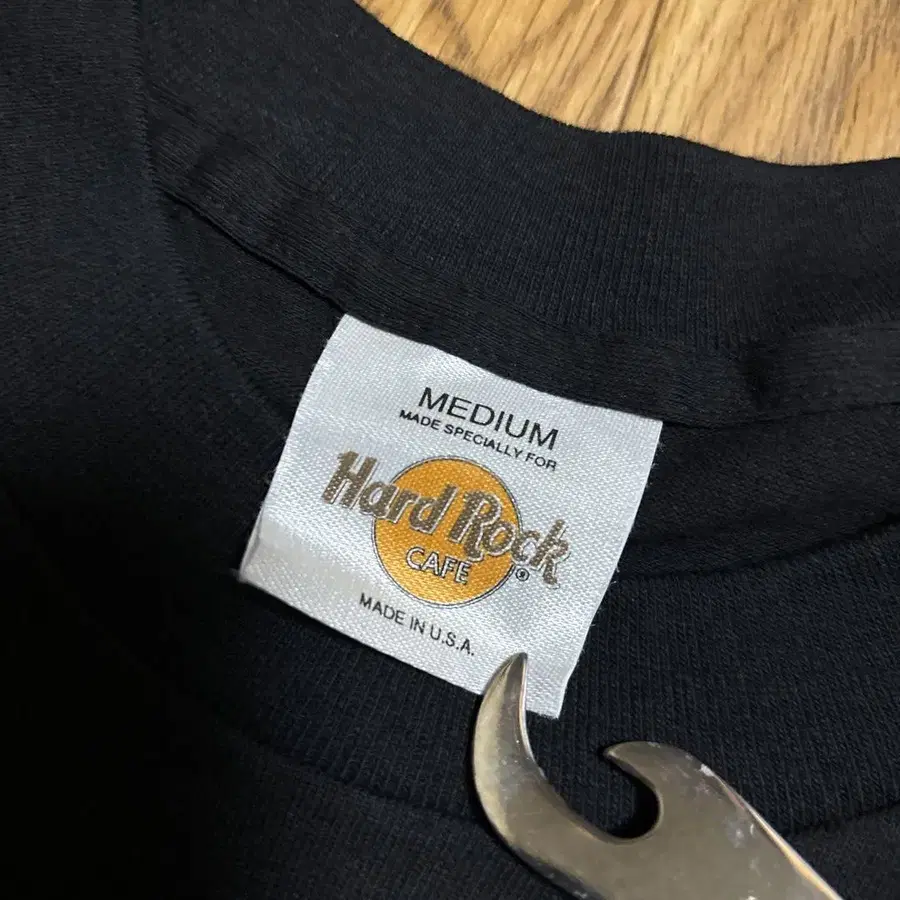 MEDIUM
MADE SPECIALLY FOR
Hard Rock
CAFE ®
MADE IN U.S.A.